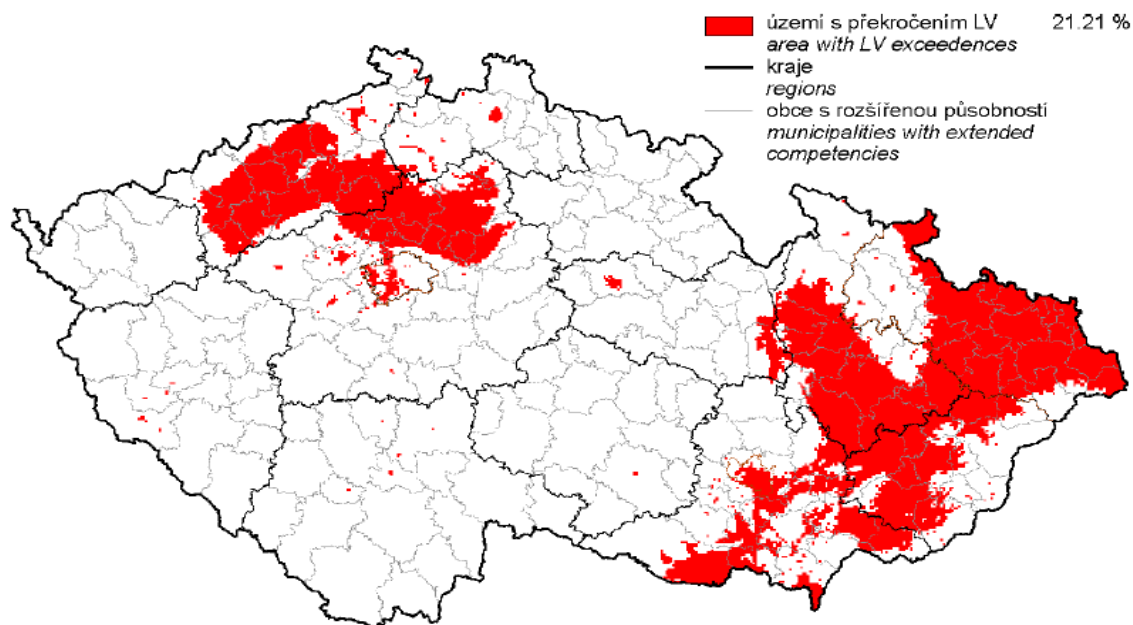 území s překročením LV 21.21 %
area with LV exceedences
kraje
regions
obce s rozšířenou působností
municipalities with extended
competencies